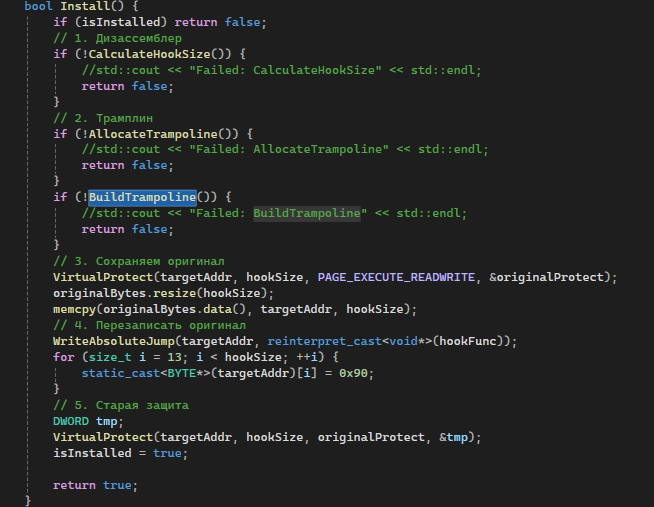 bool Install() {
if (isInstalled) return false;
// 1. Дизассемблер
if (!CalculateHookSize()) {
//std::cout << "Failed: CalculateHookSize" << std::endl;
return false;
}
// 2. Трамплин
if (!AllocateTrampoline()) {
//std::cout << "Failed: AllocateTrampoline" << std::endl;
return false;
}
if (!BuildTrampoline()) {
//std::cout << "Failed: BuildTrampoline" << std::endl;
return false;
}
// 3. Сохраняем оригинал
VirtualProtect(targetAddr, hookSize, PAGE_EXECUTE_READWRITE, &originalProtect);
originalBytes.resize(hookSize);
memcpy(originalBytes.data(), targetAddr, hookSize);
// 4. Перезаписать оригинал
WriteAbsoluteJump(targetAddr, reinterpret_cast<void*>(hookFunc));
for (size_t i = 13; i < hookSize; ++i) {
static_cast<BYTE*>(targetAddr)[i] = 0x90;
}
// 5. Старая защита
DWORD tmp;
VirtualProtect(targetAddr, hookSize, originalProtect, &tmp);
isInstalled = true;
return true;
}